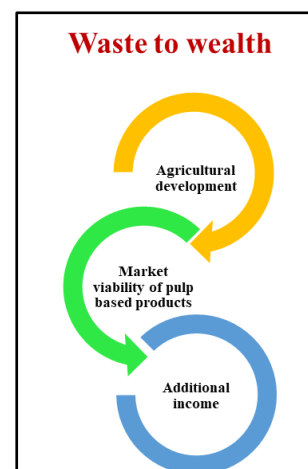 Waste to wealth
Agricultural
development
Market
viability of pulp
based products
Additional
income